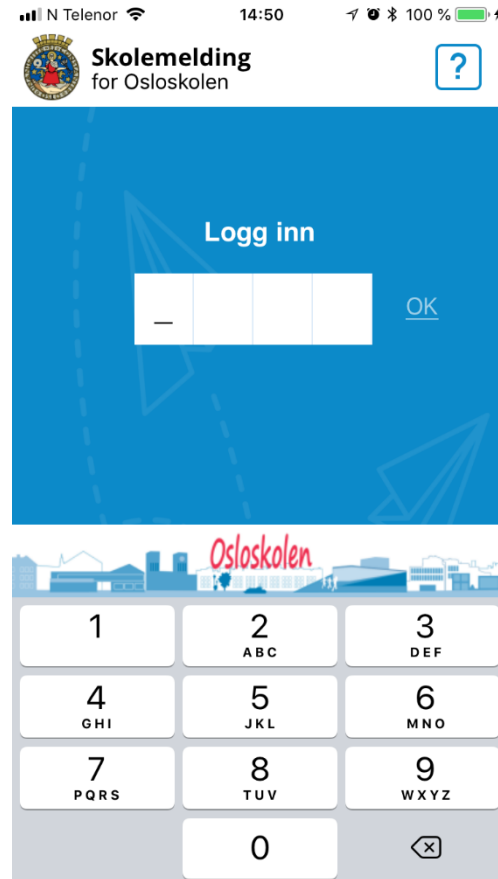 N Telenor 14:50 100 %
Skolemelding
for Osloskolen
?
Logg inn
_ OK
Osloskolen
1 2 3
ABC DEF
4 5 6
GHI JKL MNO
7 8 9
PQRS TUV WXYZ
0